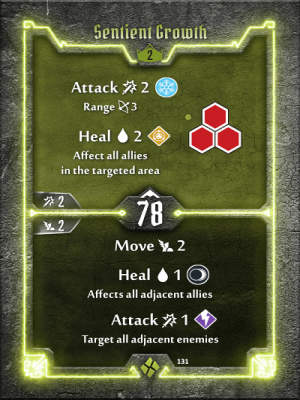 Sentient Growth
2
Attack 2
Range 3
Heal 2
Affect all allies
in the targeted area
2
78
2
Move 2
Heal 1
Affects all adjacent allies
Attack 1
Target all adjacent enemies
131